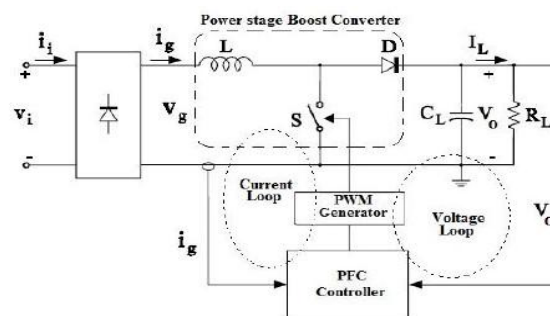 Power stage Boost Converter
i_i
i_g
L
D
I_L
+
+
v_i
v_g
S
C_L
V_o
R_L
-
-
Current
Loop
PWM
Generator
Voltage
Loop
V_o
i_g
PFC
Controller